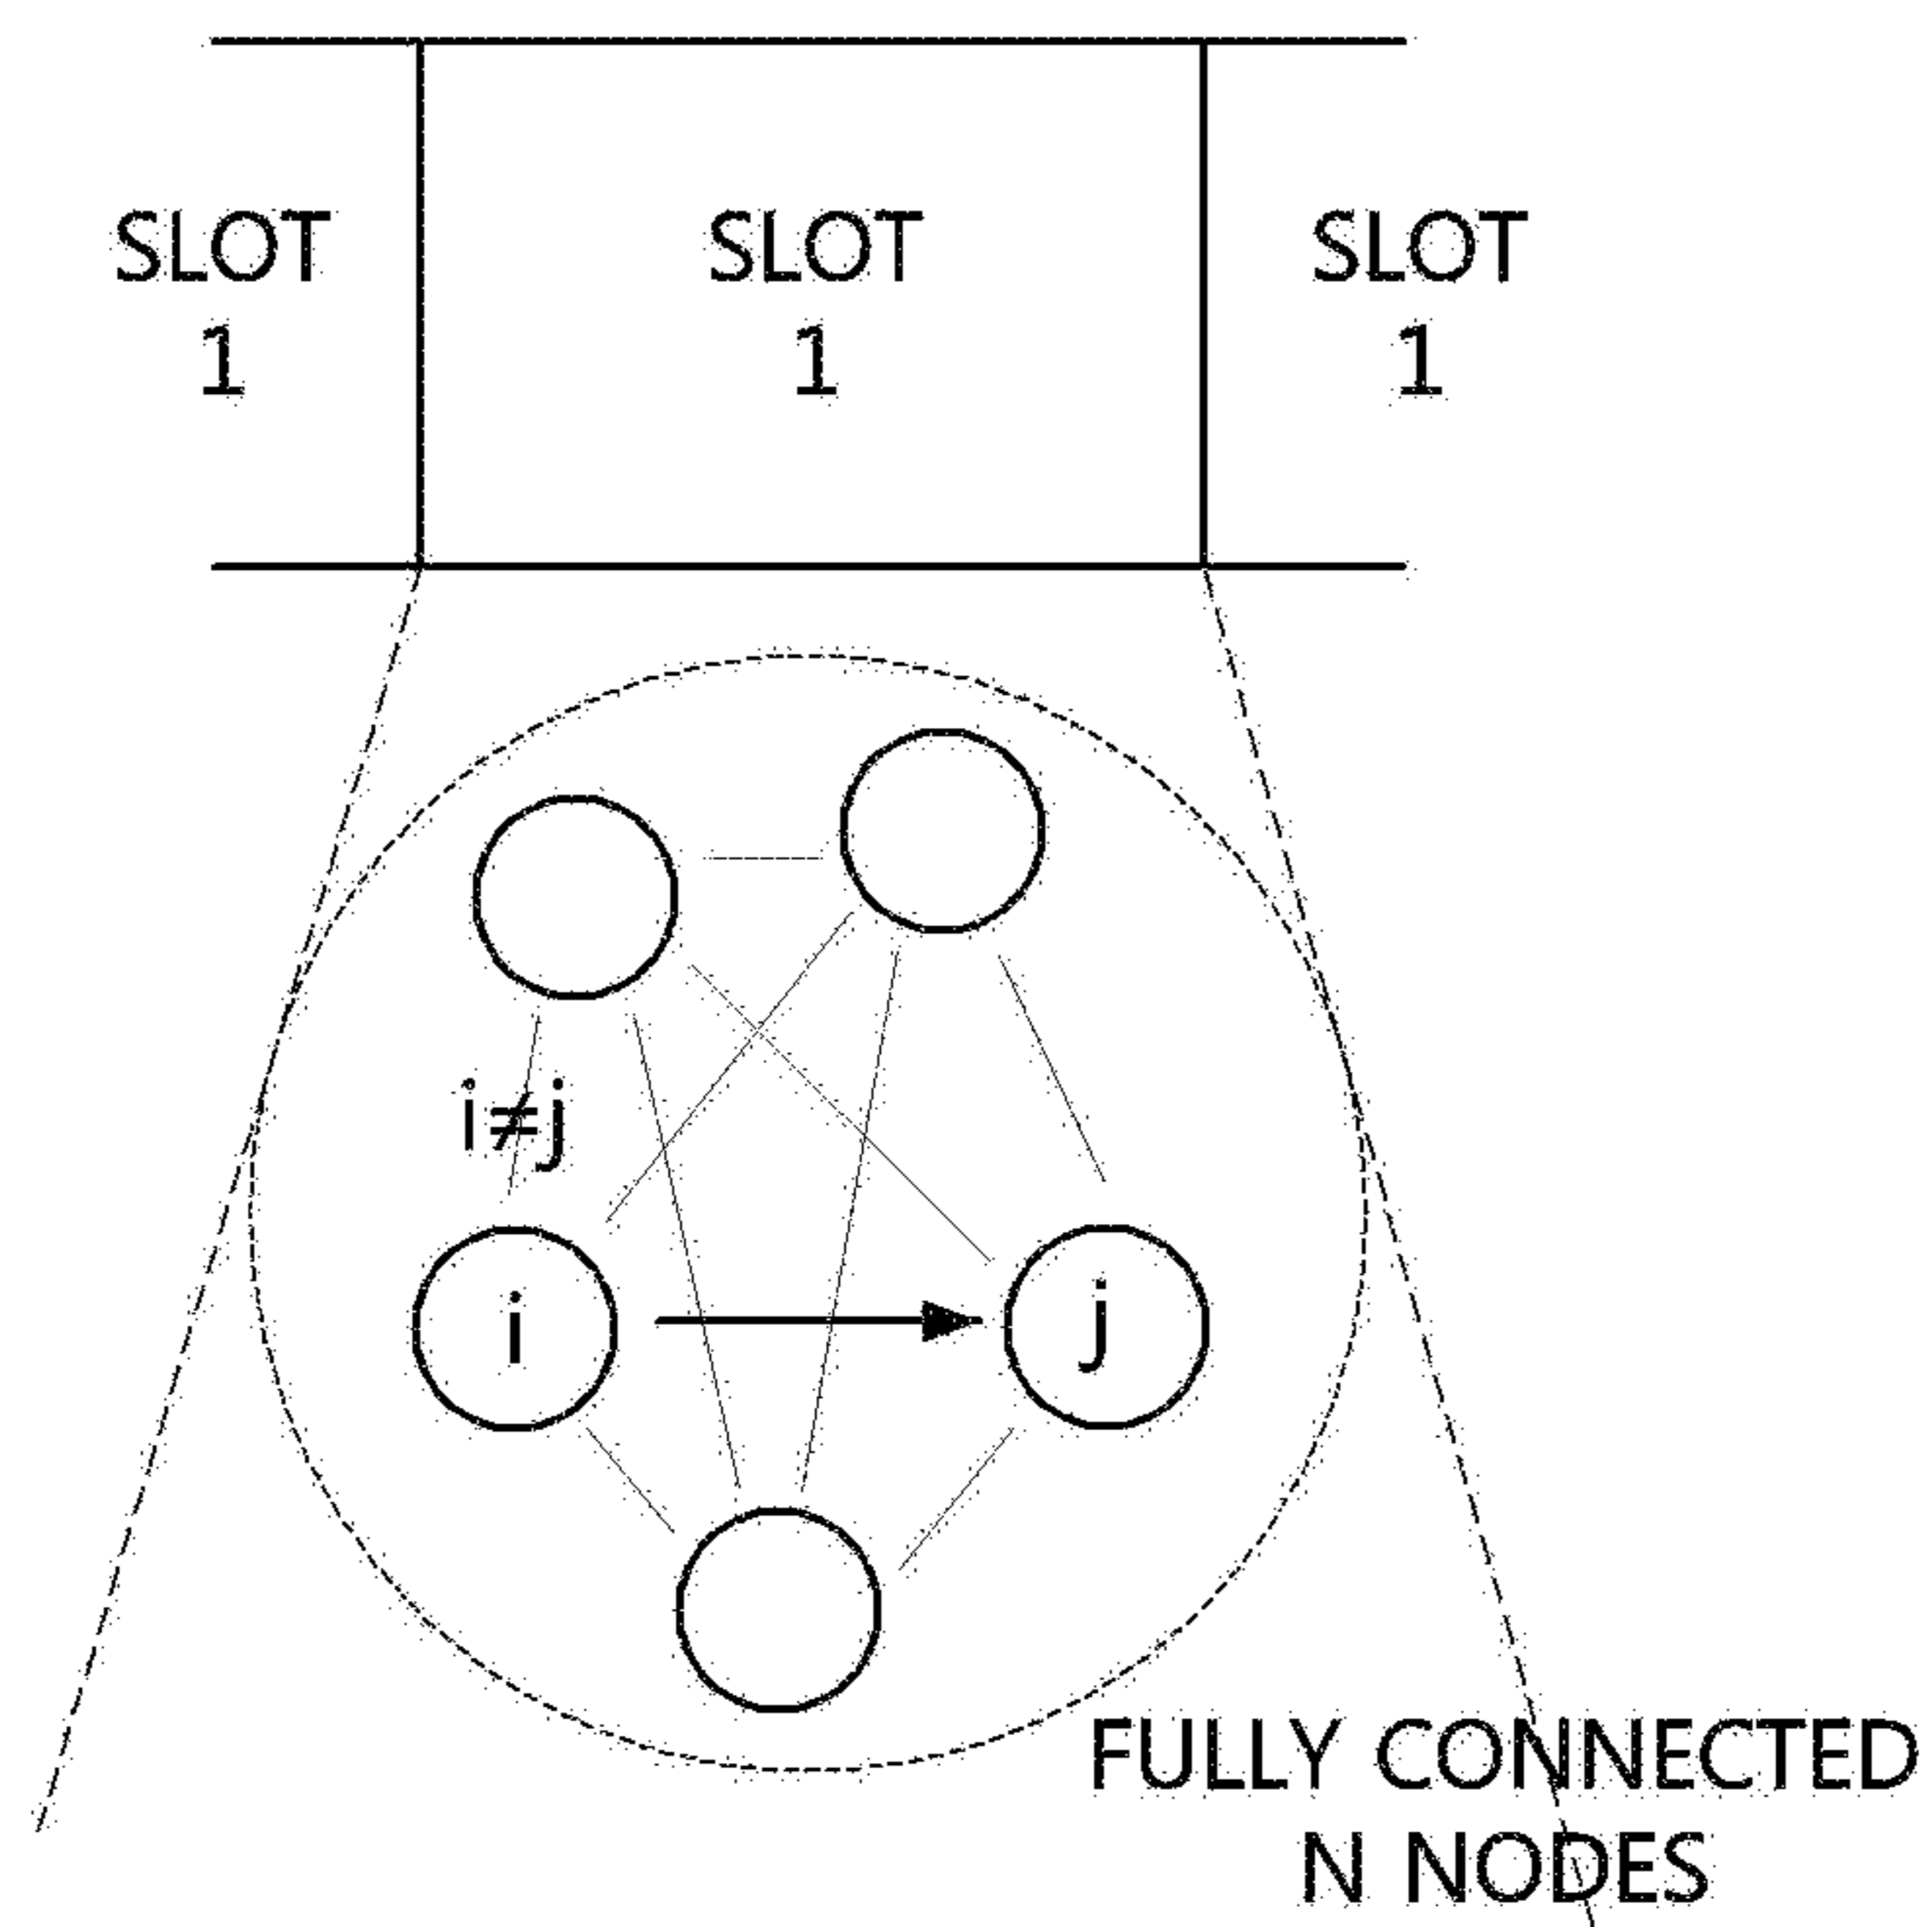 SLOT SLOT SLOT
1 1 1
i≠j
i j
FULLY CONNECTED
N NODES